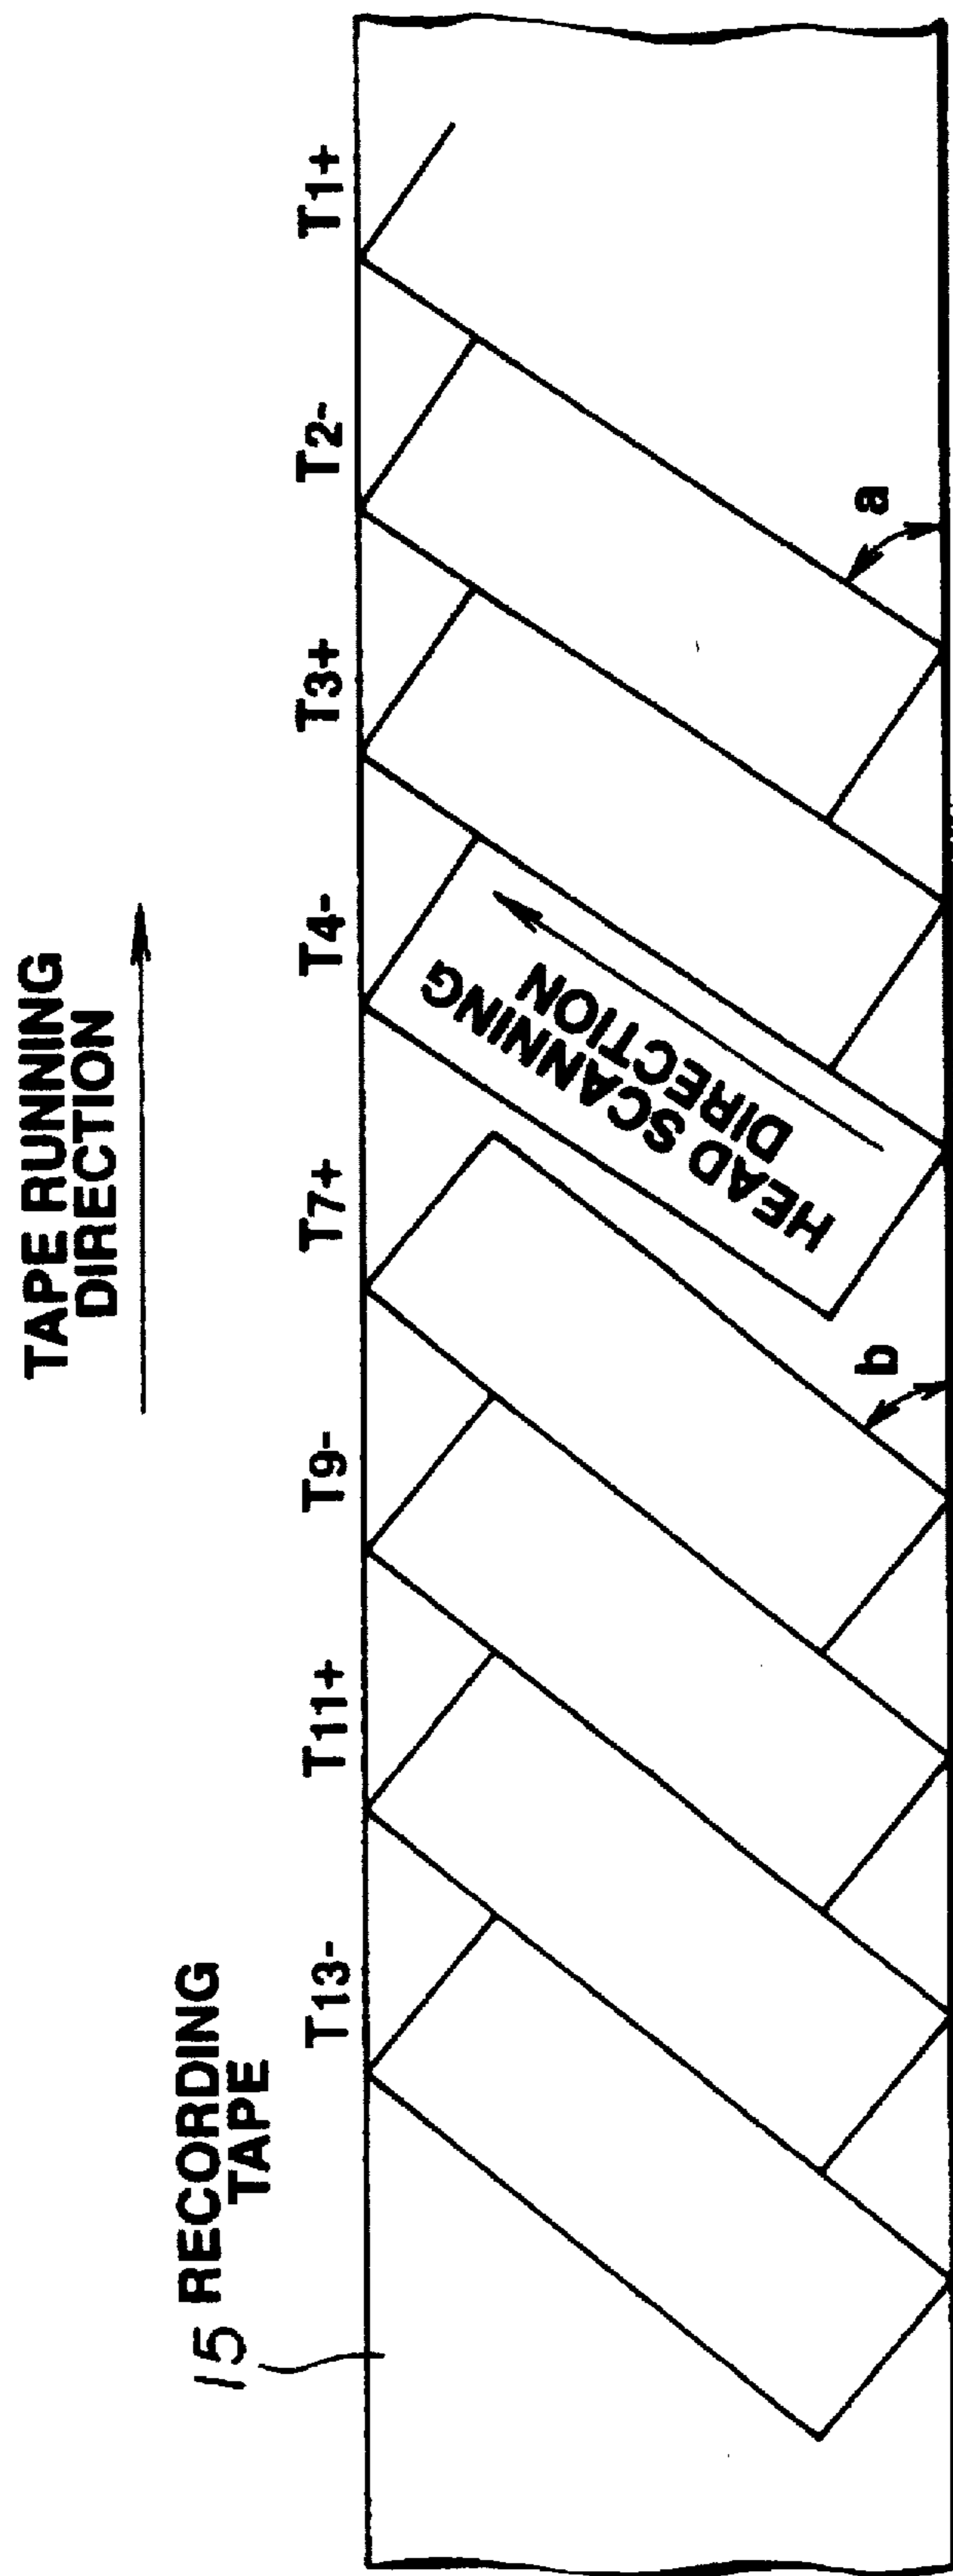 TAPE RUNNING
DIRECTION
15 RECORDING
TAPE
T13-
T11+
T9-
T7+
T4-
T3+
T2-
T1+
HEAD SCANNING
DIRECTION
b
a